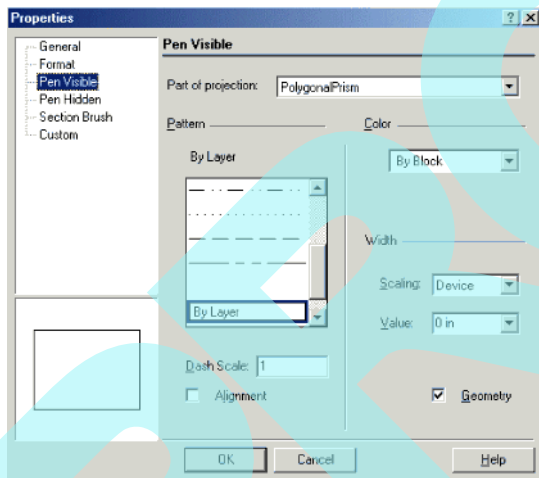 Properties
General
Format
Pen Visible
Pen Hidden
Section Brush
Custom
Pen Visible
Part of projection: PolygonalPrism
Pattern
By Layer
By Layer
Dash Scale: 1
Alignment
Color
By Block
Width
Scaling: Device
Value: 0 in
Geometry
OK
Cancel
Help